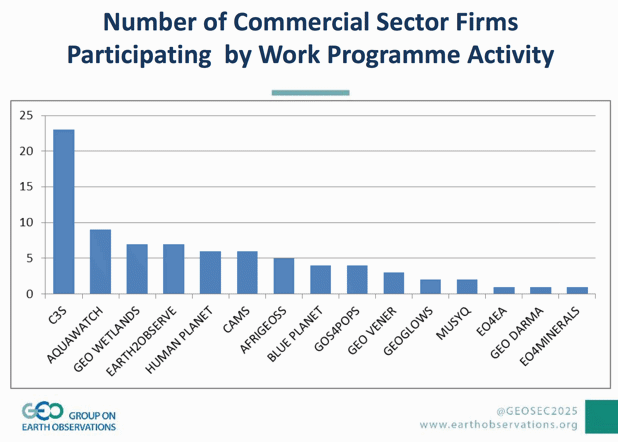 Number of Commercial Sector Firms
Participating by Work Programme Activity
25
20
15
10
5
0
C3S
AQUAWATCH
GEO WETLANDS
EARTH2OBSERVE
HUMAN PLANET
CAMS
AFRIGEOSS
BLUE PLANET
GOS4POPS
GEO VENER
GEOGLOWS
MUSYQ
EO4EA
GEO DARMA
EO4MINERALS
GEO GROUP ON
EARTH OBSERVATIONS
@GEOSEC2025
www.earthobservations.org